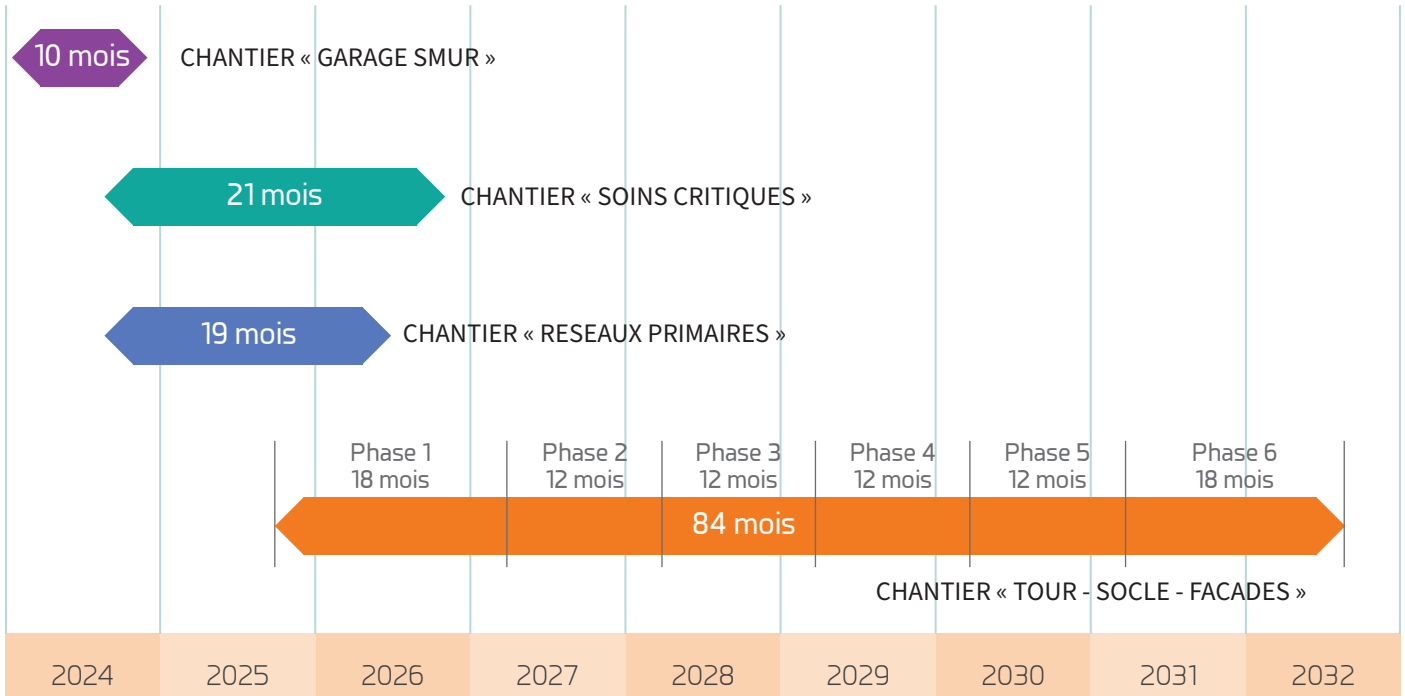 10 mois
CHANTIER « GARAGE SMUR »
21 mois
CHANTIER « SOINS CRITIQUES »
19 mois
CHANTIER « RESEAUX PRIMAIRES »
Phase 1
18 mois
Phase 2
12 mois
Phase 3
12 mois
Phase 4
12 mois
Phase 5
12 mois
Phase 6
18 mois
84 mois
CHANTIER « TOUR - SOCLE - FACADES »
2024 2025 2026 2027 2028 2029 2030 2031 2032